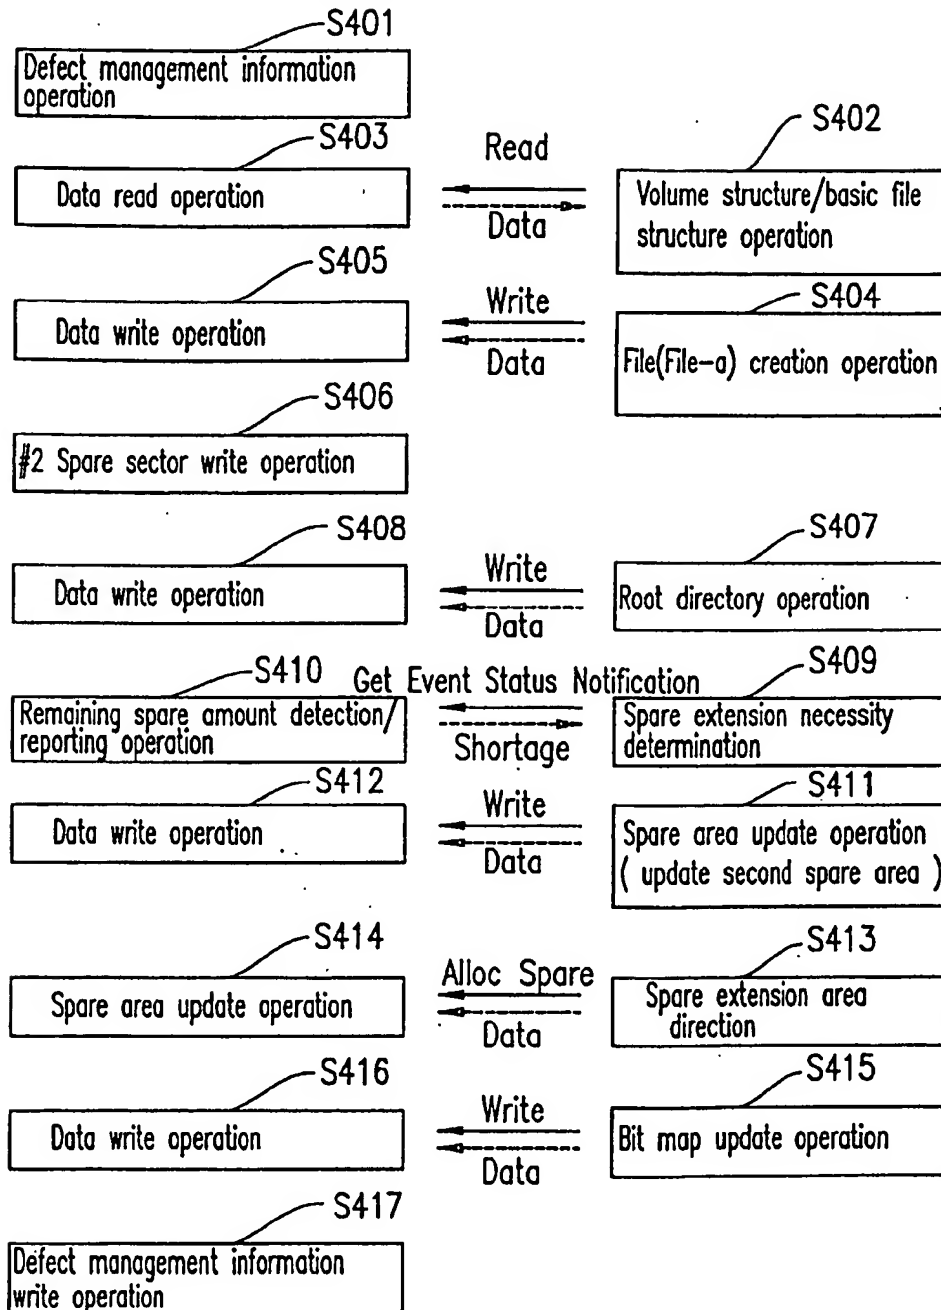 S401
Defect management information
operation
S403
Data read operation
Read
Data
S402
Volume structure/basic file
structure operation
S405
Data write operation
Write
Data
S404
File(File-a) creation operation
S406
#2 Spare sector write operation
S408
Data write operation
Write
Data
S407
Root directory operation
S410
Remaining spare amount detection/
reporting operation
Get Event Status Notification
Shortage
S409
Spare extension necessity
determination
S412
Data write operation
Write
Data
S411
Spare area update operation
( update second spare area )
S414
Spare area update operation
Alloc Spare
Data
S413
Spare extension area
direction
S416
Data write operation
Write
Data
S415
Bit map update operation
S417
Defect management information
write operation